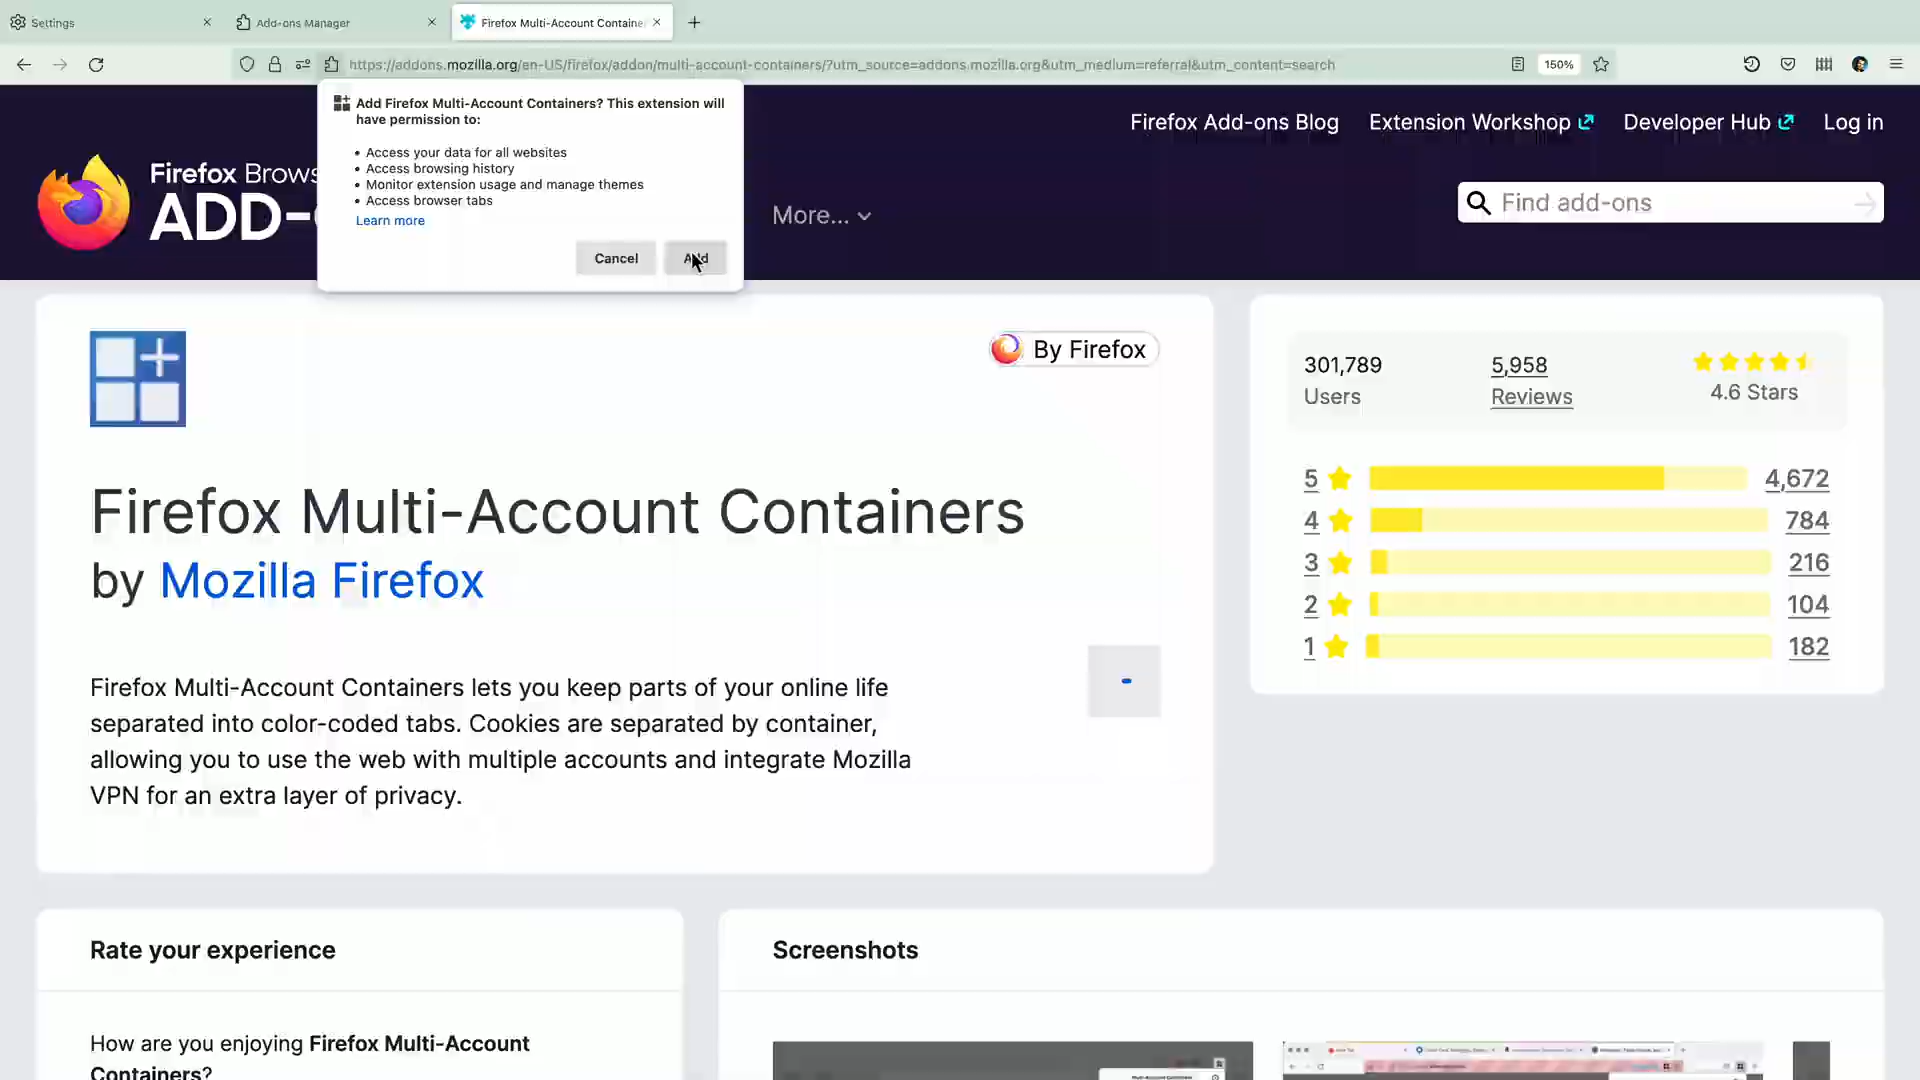 Settings
Add-ons Manager
Firefox Multi-Account Containe
https://addons.mozilla.org/en-US/firefox/addon/multi-account-containers/?utm_source=addons.mozilla.org&utm_medium=referral&utm_content=search
150%
Add Firefox Multi-Account Containers? This extension will
have permission to:
• Access your data for all websites
• Access browsing history
• Monitor extension usage and manage themes
• Access browser tabs
Learn more
Cancel
Add
Firefox Add-ons Blog
Extension Workshop
Developer Hub
Log in
Firefox Brows
ADD-
More...
Find add-ons
By Firefox
Firefox Multi-Account Containers
by Mozilla Firefox
Firefox Multi-Account Containers lets you keep parts of your online life
separated into color-coded tabs. Cookies are separated by container,
allowing you to use the web with multiple accounts and integrate Mozilla
VPN for an extra layer of privacy.
301,789
Users
5,958
Reviews
4.6 Stars
5 4,672
4 784
3 216
2 104
1 182
Rate your experience
How are you enjoying Firefox Multi-Account
Containers?
Screenshots